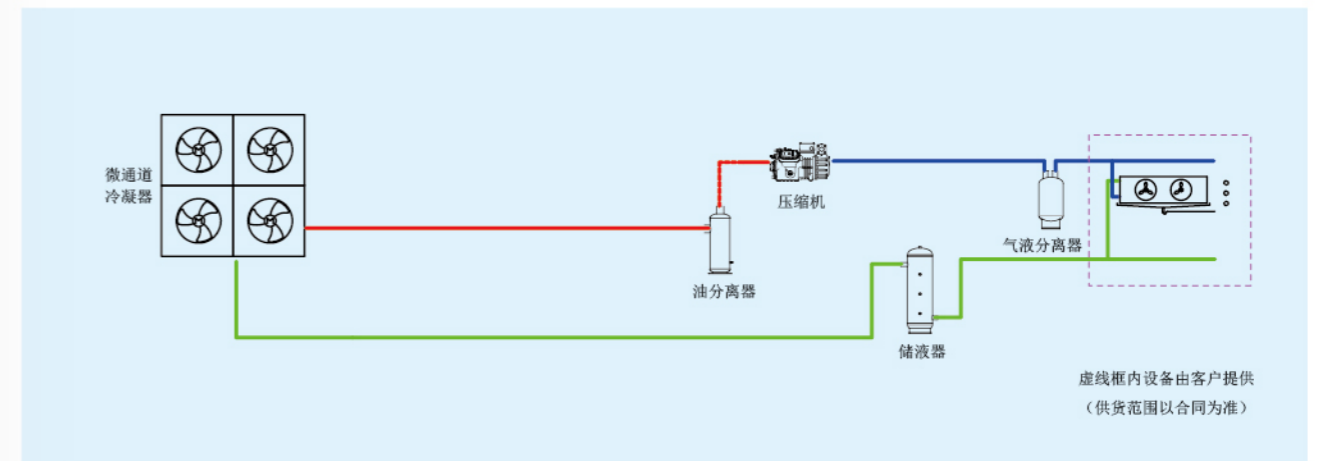 微通道
冷凝器
压缩机
气液分离器
油分离器
储液器
虚线框内设备由客户提供
（供货范围以合同为准）